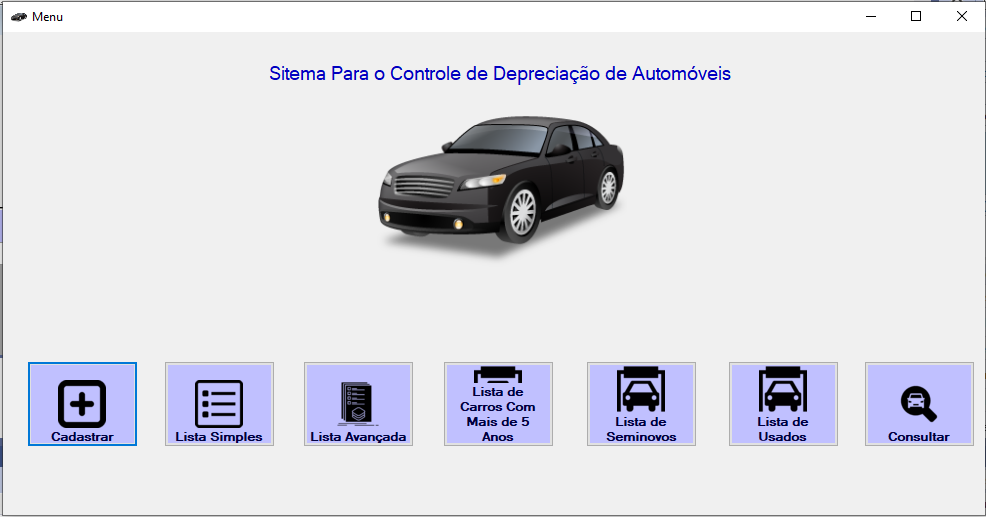 Menu
Sitema Para o Controle de Depreciação de Automóveis
Cadastrar
Lista Simples
Lista Avançada
Lista de
Carros Com
Mais de 5
Anos
Lista de
Seminovos
Lista de
Usados
Consultar